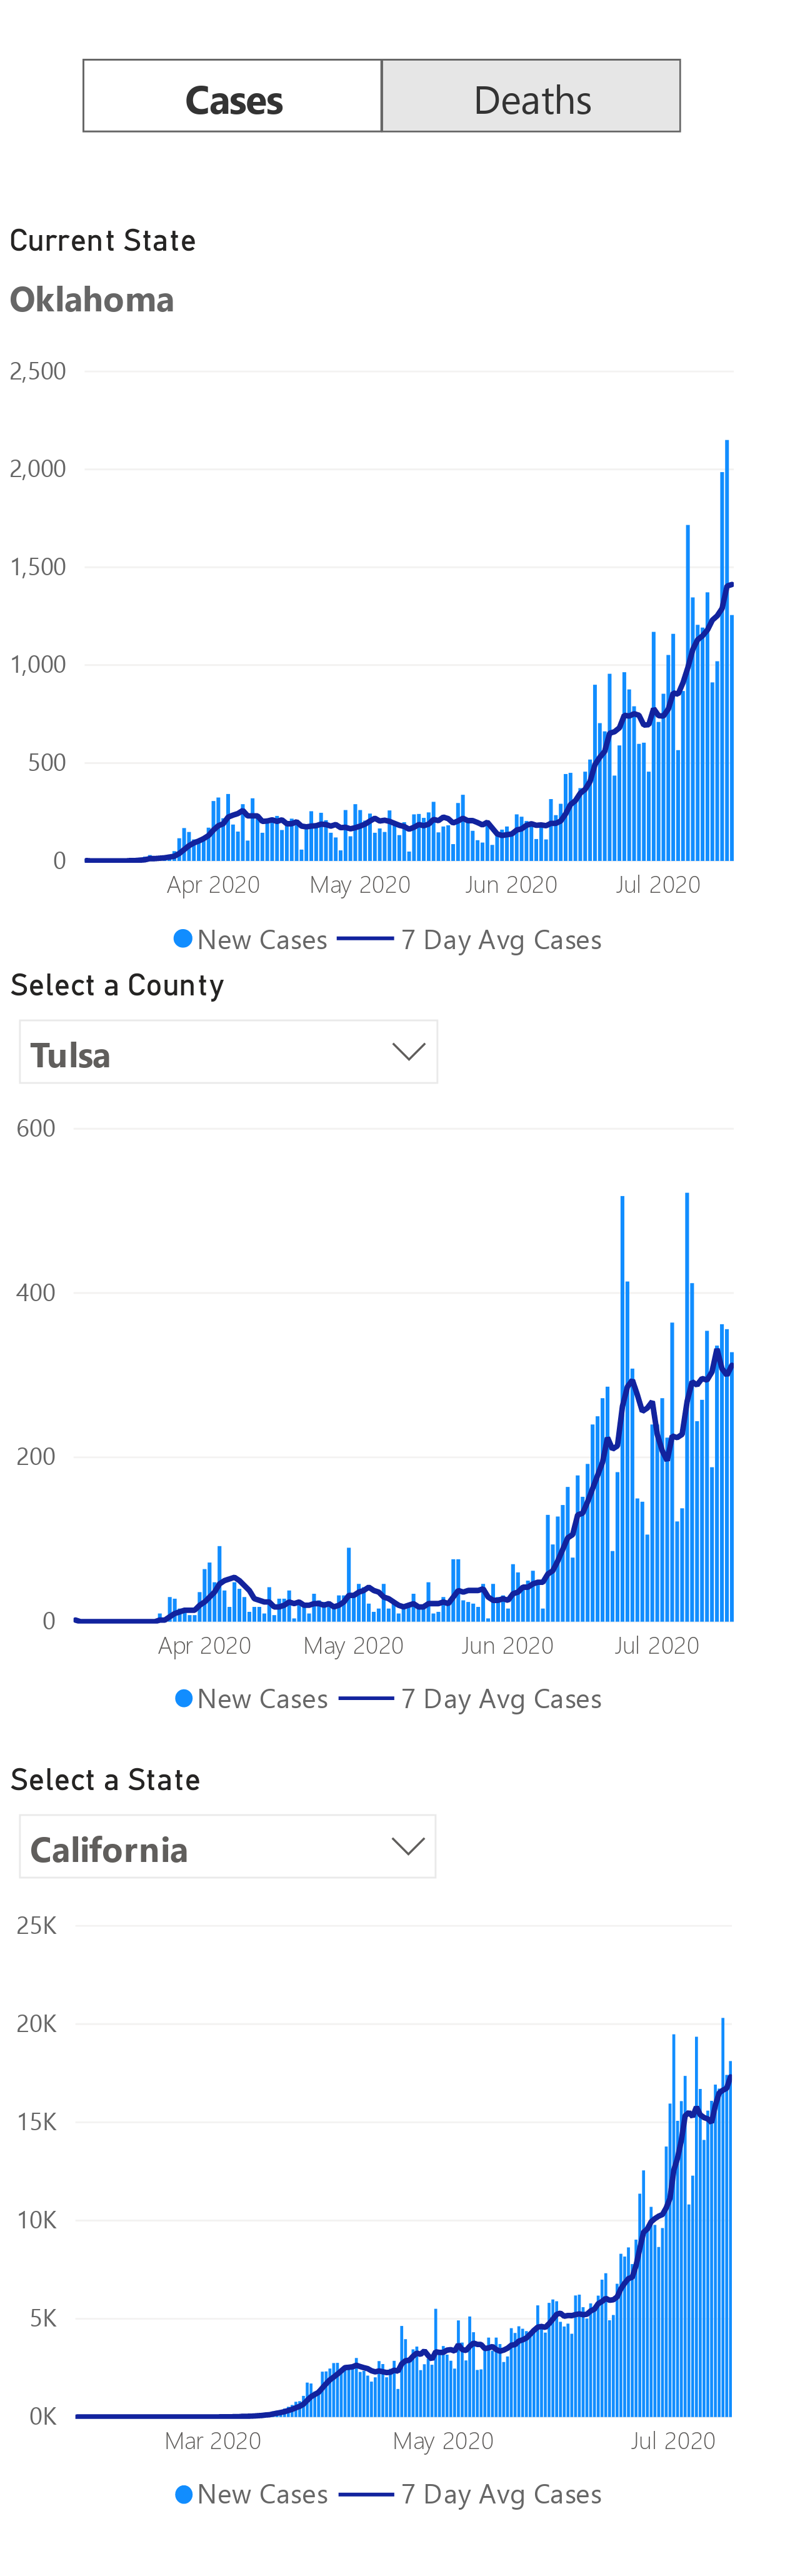 Cases Deaths
Current State
Oklahoma
2,500
2,000
1,500
1,000
500
0
Apr 2020 May 2020 Jun 2020 Jul 2020
New Cases 7 Day Avg Cases
Select a County
Tulsa
600
400
200
0
Apr 2020 May 2020 Jun 2020 Jul 2020
New Cases 7 Day Avg Cases
Select a State
California
25K
20K
15K
10K
5K
0K
Mar 2020 May 2020 Jul 2020
New Cases 7 Day Avg Cases